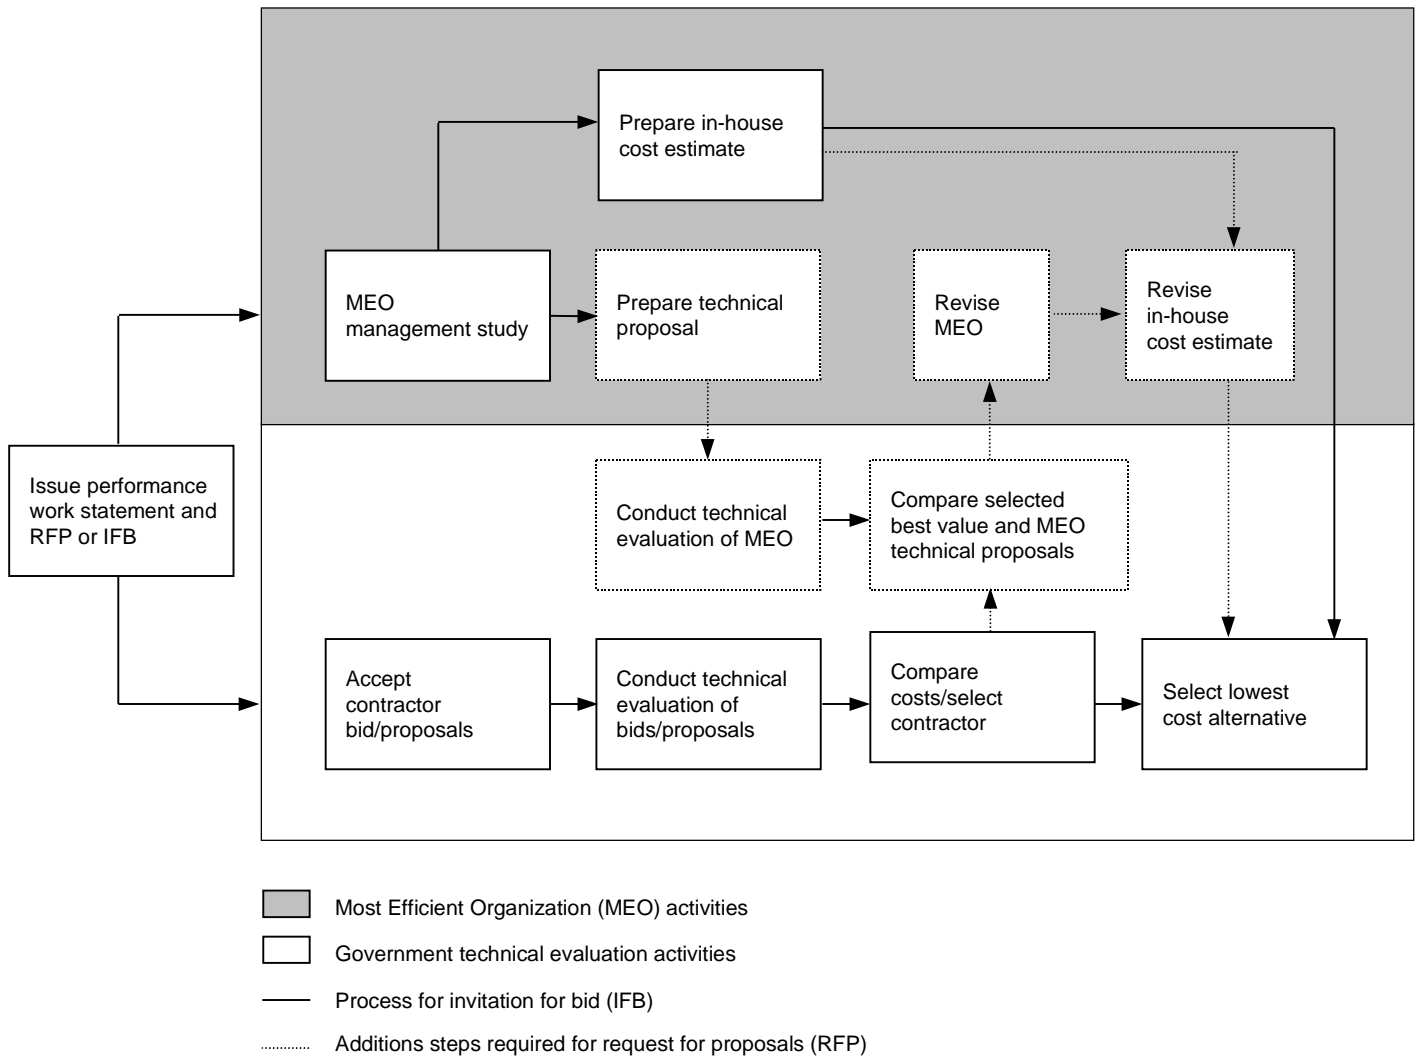 Prepare in-house
cost estimate
MEO
management study
Prepare technical
proposal
Revise
MEO
Revise
in-house
cost estimate
Issue performance
work statement and
RFP or IFB
Conduct technical
evaluation of MEO
Compare selected
best value and MEO
technical proposals
Accept
contractor
bid/proposals
Conduct technical
evaluation of
bids/proposals
Compare
costs/select
contractor
Select lowest
cost alternative
Most Efficient Organization (MEO) activities
Government technical evaluation activities
Process for invitation for bid (IFB)
Additions steps required for request for proposals (RFP)